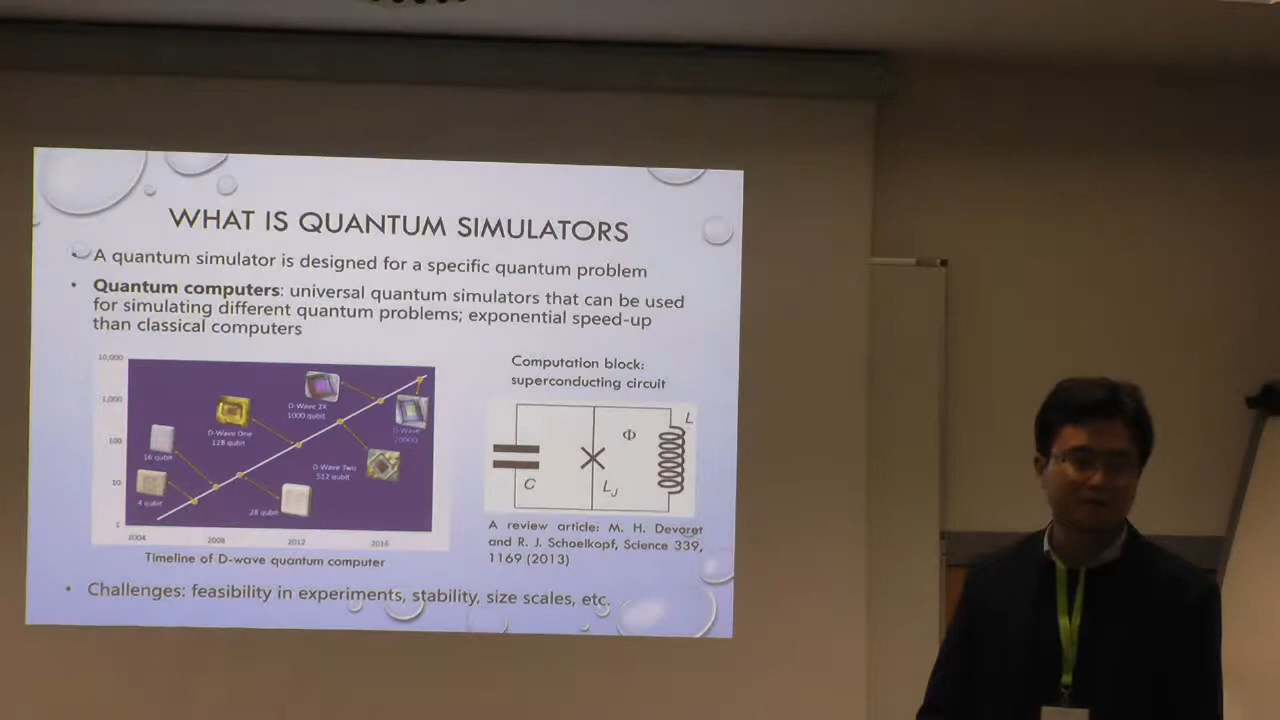 WHAT IS QUANTUM SIMULATORS
• A quantum simulator is designed for a specific quantum problem
• Quantum computers: universal quantum simulators that can be used
for simulating different quantum problems; exponential speed-up
than classical computers
10,000
1,000
100
10
1
2004
2008
2012
2016
4 qubit
16 qubit
28 qubit
D-Wave One
128 qubit
D-Wave Two
512 qubit
D-Wave 2X
1000 qubit
D-Wave
2000Q
Timeline of D-wave quantum computer
Computation block:
superconducting circuit
C
Φ
L
LJ
A review article: M. H. Devoret
and R. J. Schoelkopf, Science 339,
1169 (2013)
• Challenges: feasibility in experiments, stability, size scales, etc.